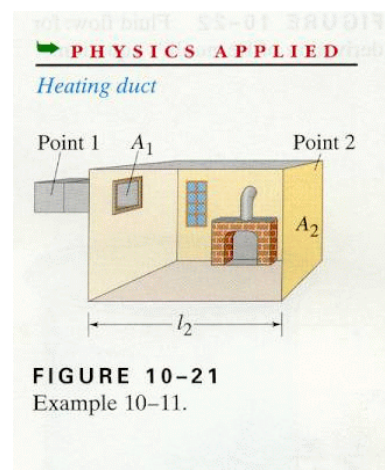 PHYSICS APPLIED
Heating duct
Point 1 A1 Point 2
A2
l2
FIGURE 10-21
Example 10-11.